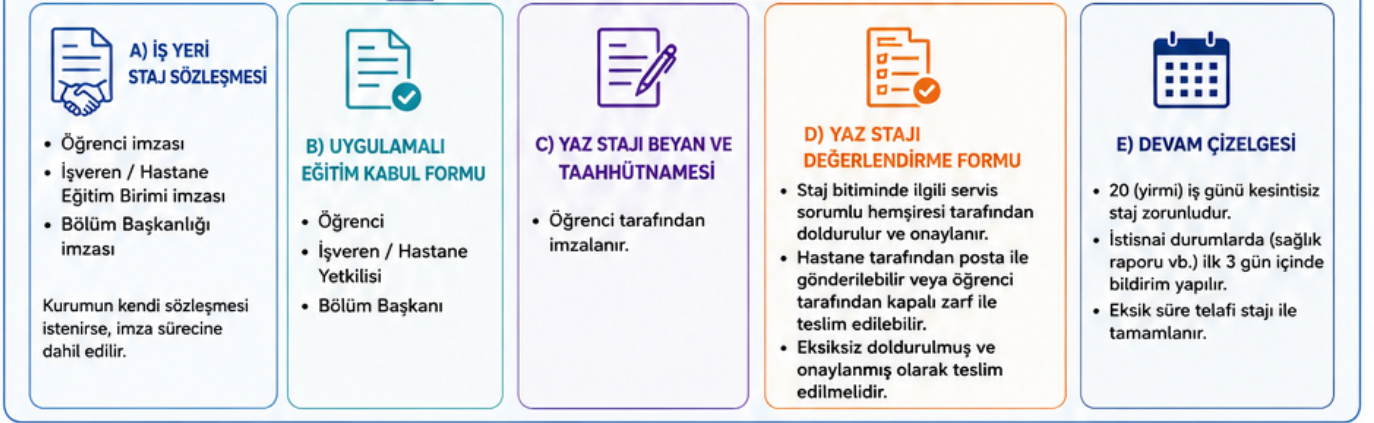 A) İŞ YERİ
STAJ SÖZLEŞMESİ
• Öğrenci imzası
• İşveren / Hastane
Eğitim Birimi imzası
• Bölüm Başkanlığı
imzası
Kurumun kendi sözleşmesi
istenirse, imza sürecine
dahil edilir.
B) UYGULAMALI
EĞİTİM KABUL FORMU
• Öğrenci
• İşveren / Hastane
Yetkilisi
• Bölüm Başkanı
C) YAZ STAJI BEYAN VE
TAAHHÜTNAMESİ
• Öğrenci tarafından
imzalanır.
D) YAZ STAJI
DEĞERLENDİRME FORMU
• Staj bitiminde ilgili servis
sorumlu hemşiresi tarafından
doldurulur ve onaylanır.
• Hastane tarafından posta ile
gönderilebilir veya öğrenci
tarafından kapalı zarf ile
teslim edilebilir.
• Eksiksiz doldurulmuş ve
onaylanmış olarak teslim
edilmelidir.
E) DEVAM ÇİZELGESİ
• 20 (yirmi) iş günü kesintisiz
staj zorunludur.
• İstisnai durumlarda (sağlık
raporu vb.) ilk 3 gün içinde
bildirim yapılır.
• Eksik süre telafi stajı ile
tamamlanır.